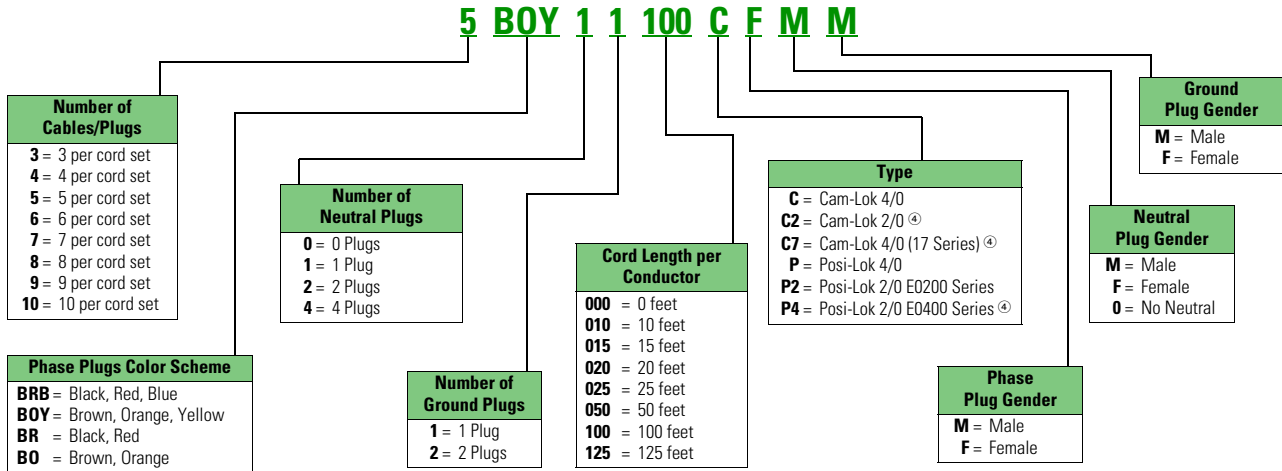 5 BOY 1 1 100 C F M M
Number of
Cables/Plugs
3 = 3 per cord set
4 = 4 per cord set
5 = 5 per cord set
6 = 6 per cord set
7 = 7 per cord set
8 = 8 per cord set
9 = 9 per cord set
10 = 10 per cord set
Phase Plugs Color Scheme
BRB = Black, Red, Blue
BOY = Brown, Orange, Yellow
BR = Black, Red
BO = Brown, Orange
Number of
Neutral Plugs
0 = 0 Plugs
1 = 1 Plug
2 = 2 Plugs
4 = 4 Plugs
Number of
Ground Plugs
1 = 1 Plug
2 = 2 Plugs
Cord Length per
Conductor
000 = 0 feet
010 = 10 feet
015 = 15 feet
020 = 20 feet
025 = 25 feet
050 = 50 feet
100 = 100 feet
125 = 125 feet
Type
C = Cam-Lok 4/0
C2 = Cam-Lok 2/0 ④
C7 = Cam-Lok 4/0 (17 Series) ④
P = Posi-Lok 4/0
P2 = Posi-Lok 2/0 E0200 Series
P4 = Posi-Lok 2/0 E0400 Series ④
Phase
Plug Gender
M = Male
F = Female
Neutral
Plug Gender
M = Male
F = Female
0 = No Neutral
Ground
Plug Gender
M = Male
F = Female